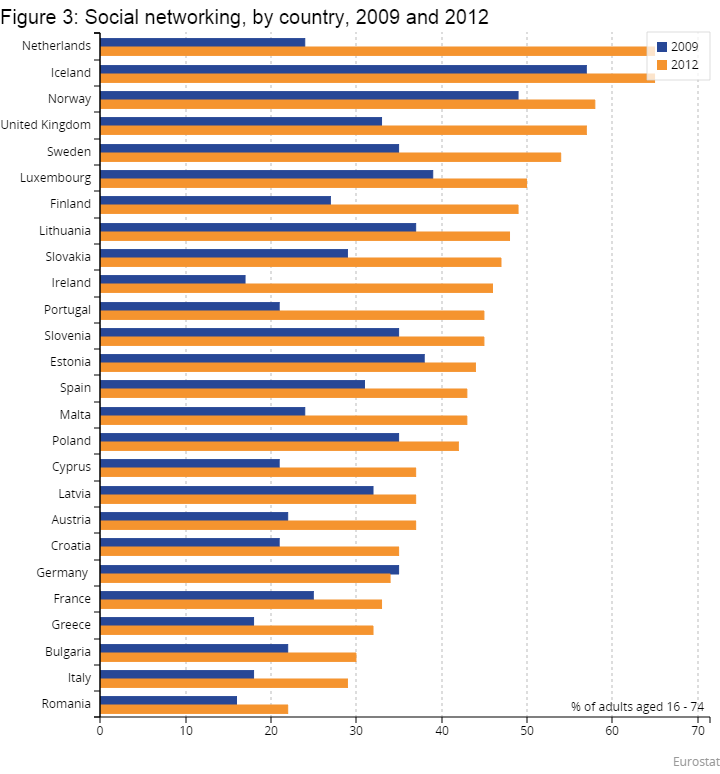 Figure 3: Social networking, by country, 2009 and 2012
2009
2012
Netherlands
Iceland
Norway
United Kingdom
Sweden
Luxembourg
Finland
Lithuania
Slovakia
Ireland
Portugal
Slovenia
Estonia
Spain
Malta
Poland
Cyprus
Latvia
Austria
Croatia
Germany
France
Greece
Bulgaria
Italy
Romania
% of adults aged 16 - 74
0 10 20 30 40 50 60 70
Eurostat